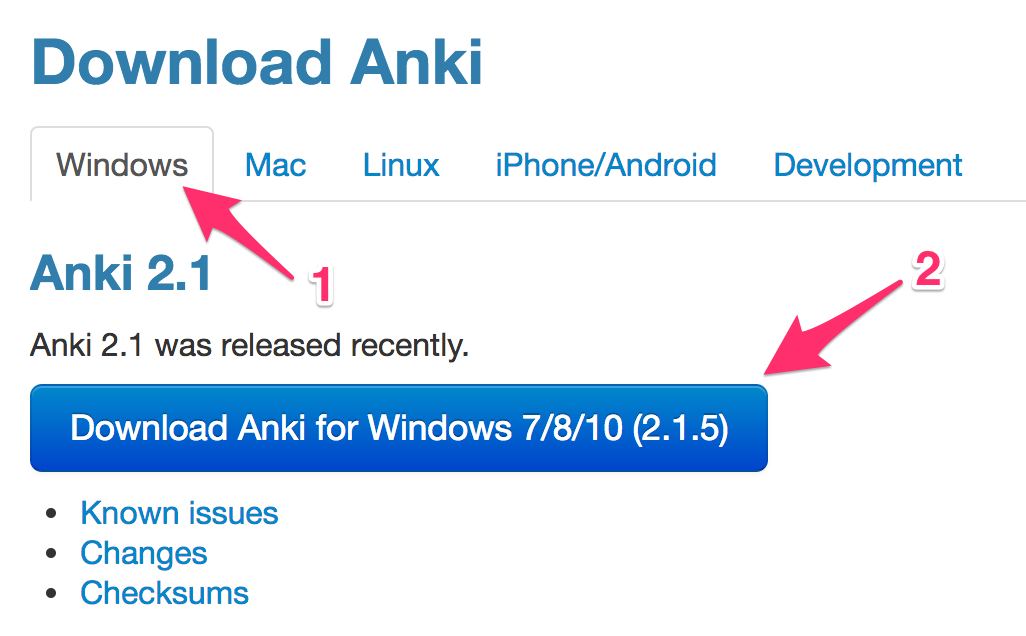 Download Anki
Windows Mac Linux iPhone/Android Development
Anki 2.1
1
2
Anki 2.1 was released recently.
Download Anki for Windows 7/8/10 (2.1.5)
Known issues
Changes
Checksums